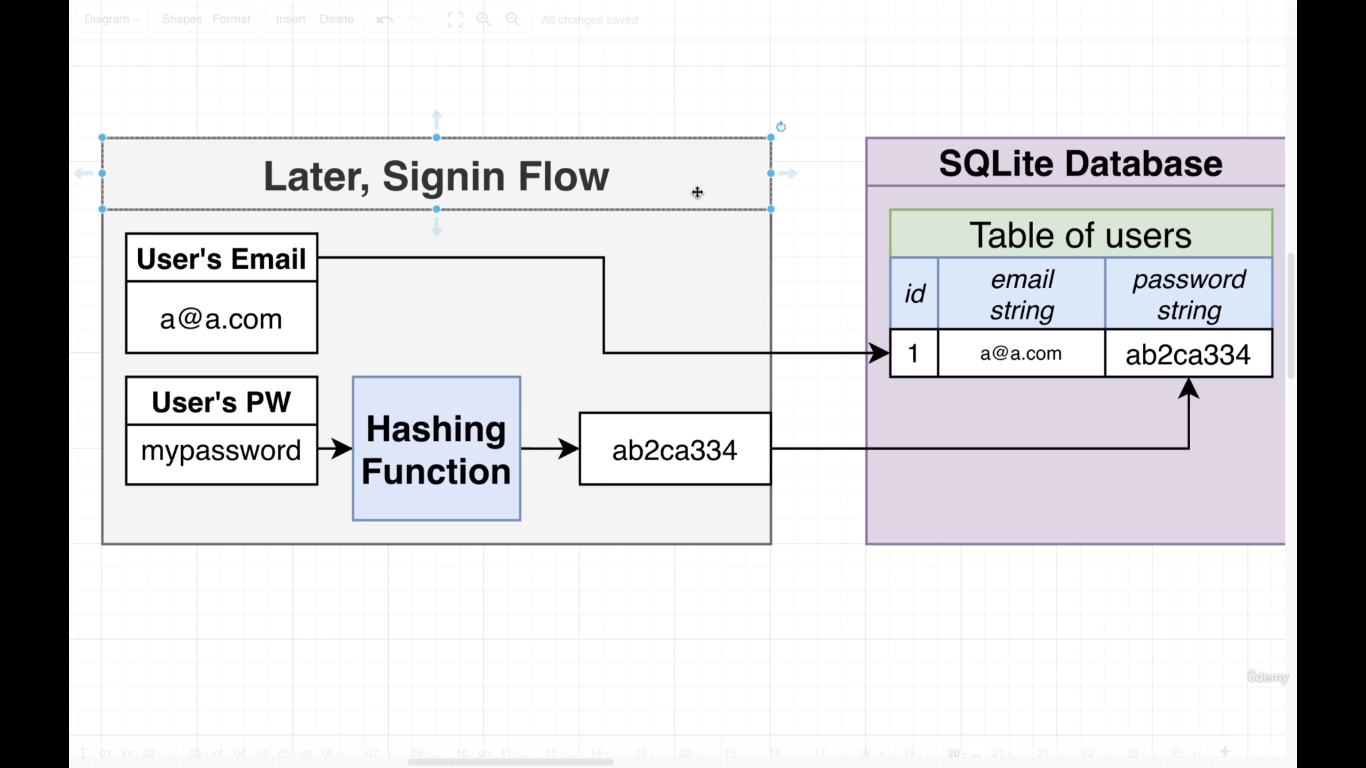 Diagram
Shapes
Format
Insert
Delete
All changes saved
Later, Signin Flow
User's Email
a@a.com
User's PW
mypassword
Hashing
Function
ab2ca334
SQLite Database
Table of users
id
email
string
password
string
1
a@a.com
ab2ca334
ûdemy
01 - int 02 - ... 03 - int 04 - int 05 - int 06 - ... 07 - r... 09 - ... 10 - sky 11 - ... 11 - ... 14 - ... 13 - ... 08 - ... 15 - ... 16 - ... 17 - ... 18 - r... 19 - ... 20 - ... 21 - ... 21 - ... 22 - ... 23 - ... 25 - r...